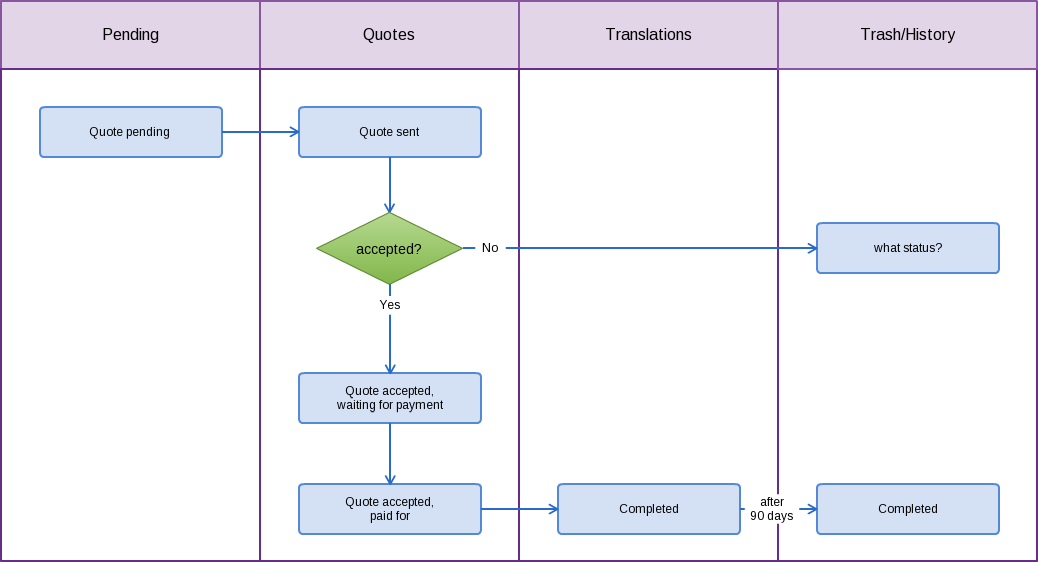 Pending
Quotes
Translations
Trash/History
Quote pending
Quote sent
accepted?
No
what status?
Yes
Quote accepted,
waiting for payment
Quote accepted,
paid for
Completed
after
90 days
Completed